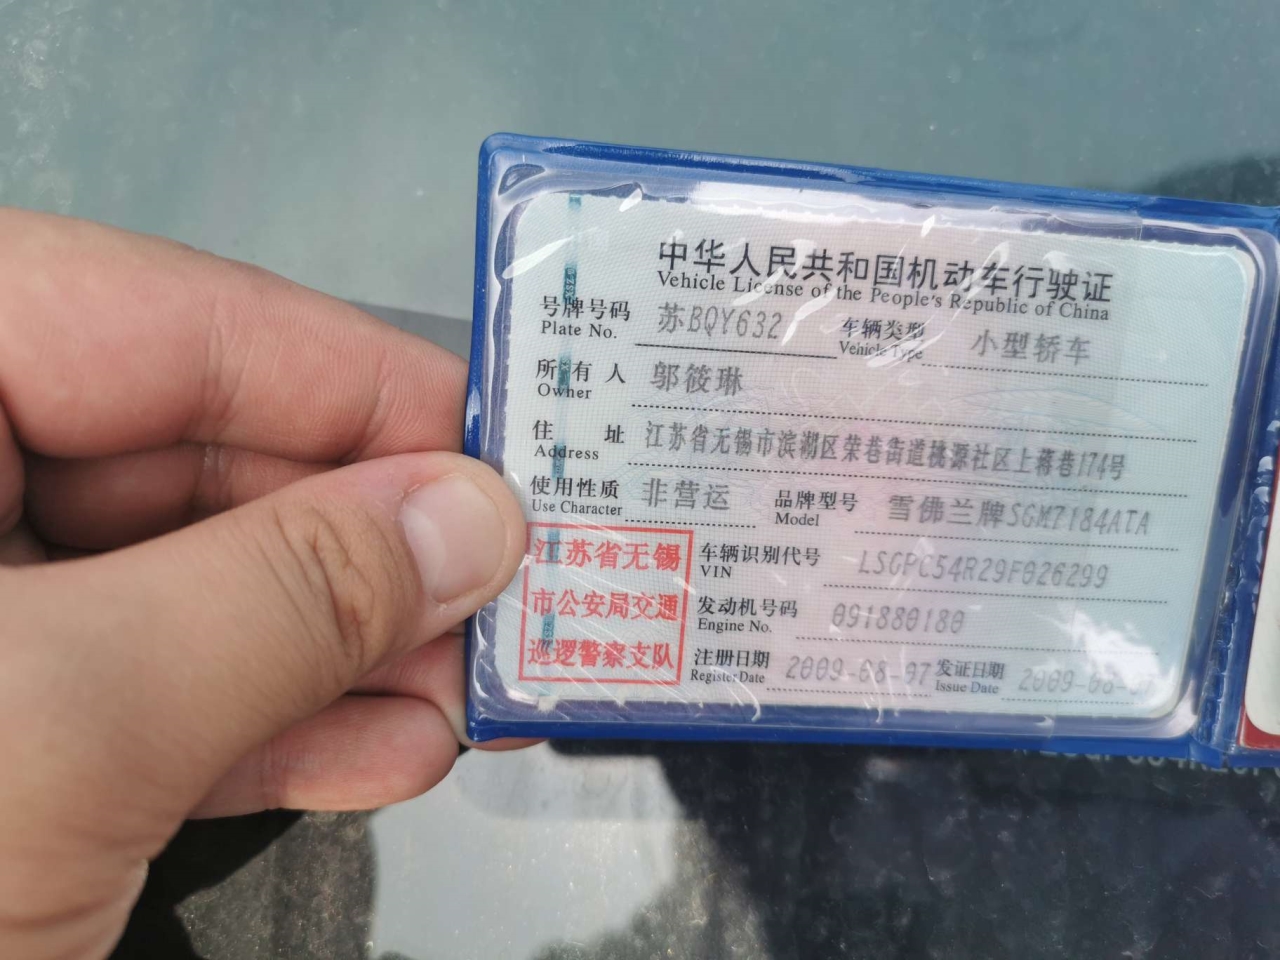 中华人民共和国机动车行驶证
Vehicle License of the People's Republic of China
号牌号码 苏BQY632 车辆类型 小型轿车
Plate No. Vehicle Type
所有人 邬筱琳
Owner
住址 江苏省无锡市滨湖区荣巷街道桃源社区上蒋巷174号
Address
使用性质 非营运 品牌型号 雪佛兰牌SGM7184ATA
Use Character Model
江苏省无锡
市公安局交通
巡逻警察支队
车辆识别代号 LSGPC54R29F026299
VIN
发动机号码 091880180
Engine No.
注册日期 2009-08-07 发证日期 2009-08-
Register Date Issue Date